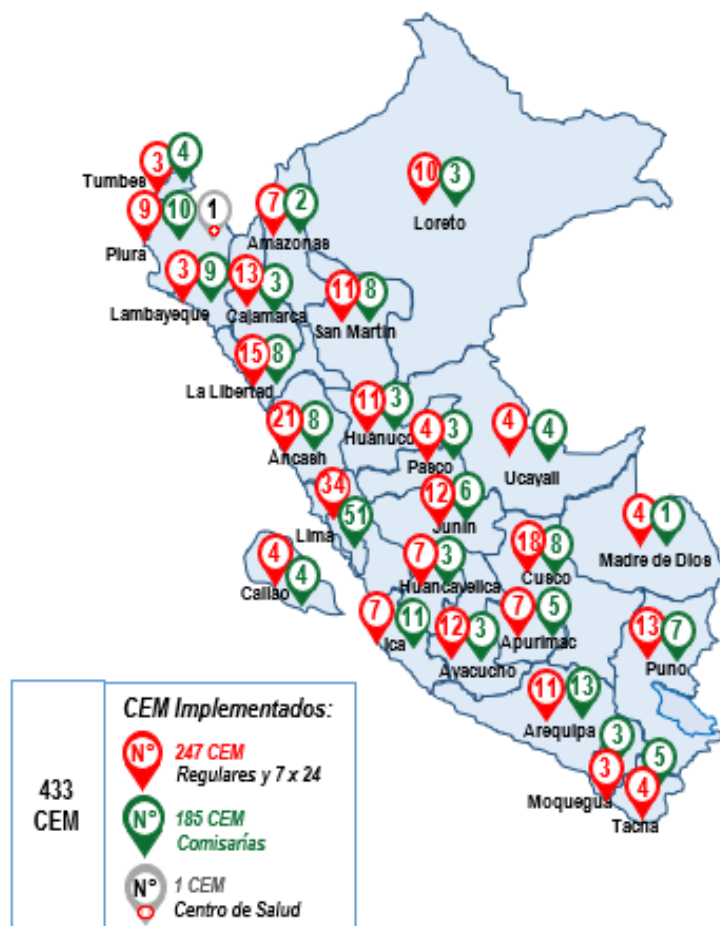 3 4
Tumbes
9 10 1
Piura
7 2
Amazonas
10 3
Loreto
3 9
Lambayeque
13 3
Cajamarca
11 8
San Martin
15 8
La Libertad
21 8
Ancash
11 3
Huanuco
4 3
Pasco
4 4
Ucayali
34 51
Lima
12 6
Junin
4 1
Madre de Dios
4 4
Callao
7 3
Huancavelica
18 8
Cusco
7 11
Ica
12 3
Ayacucho
7 5
Apurimac
13 7
Puno
11 13
Arequipa
3 3
Moquegua
5 4
Tacna
433
CEM
CEM Implementados:
N° 247 CEM
Regulares y 7 x 24
N° 185 CEM
Comisarías
N° 1 CEM
Centro de Salud